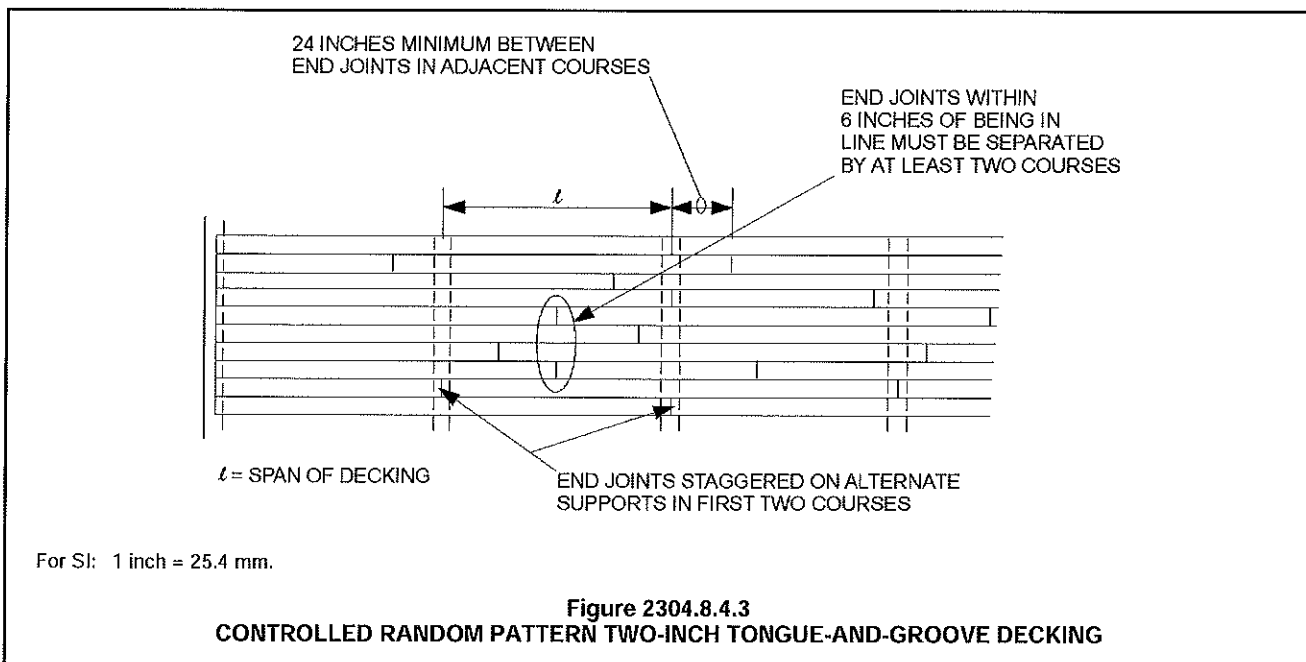 24 INCHES MINIMUM BETWEEN
END JOINTS IN ADJACENT COURSES
END JOINTS WITHIN
6 INCHES OF BEING IN
LINE MUST BE SEPARATED
BY AT LEAST TWO COURSES
ℓ
ℓ = SPAN OF DECKING
END JOINTS STAGGERED ON ALTERNATE
SUPPORTS IN FIRST TWO COURSES
For SI: 1 inch = 25.4 mm.
Figure 2304.8.4.3
CONTROLLED RANDOM PATTERN TWO-INCH TONGUE-AND-GROOVE DECKING